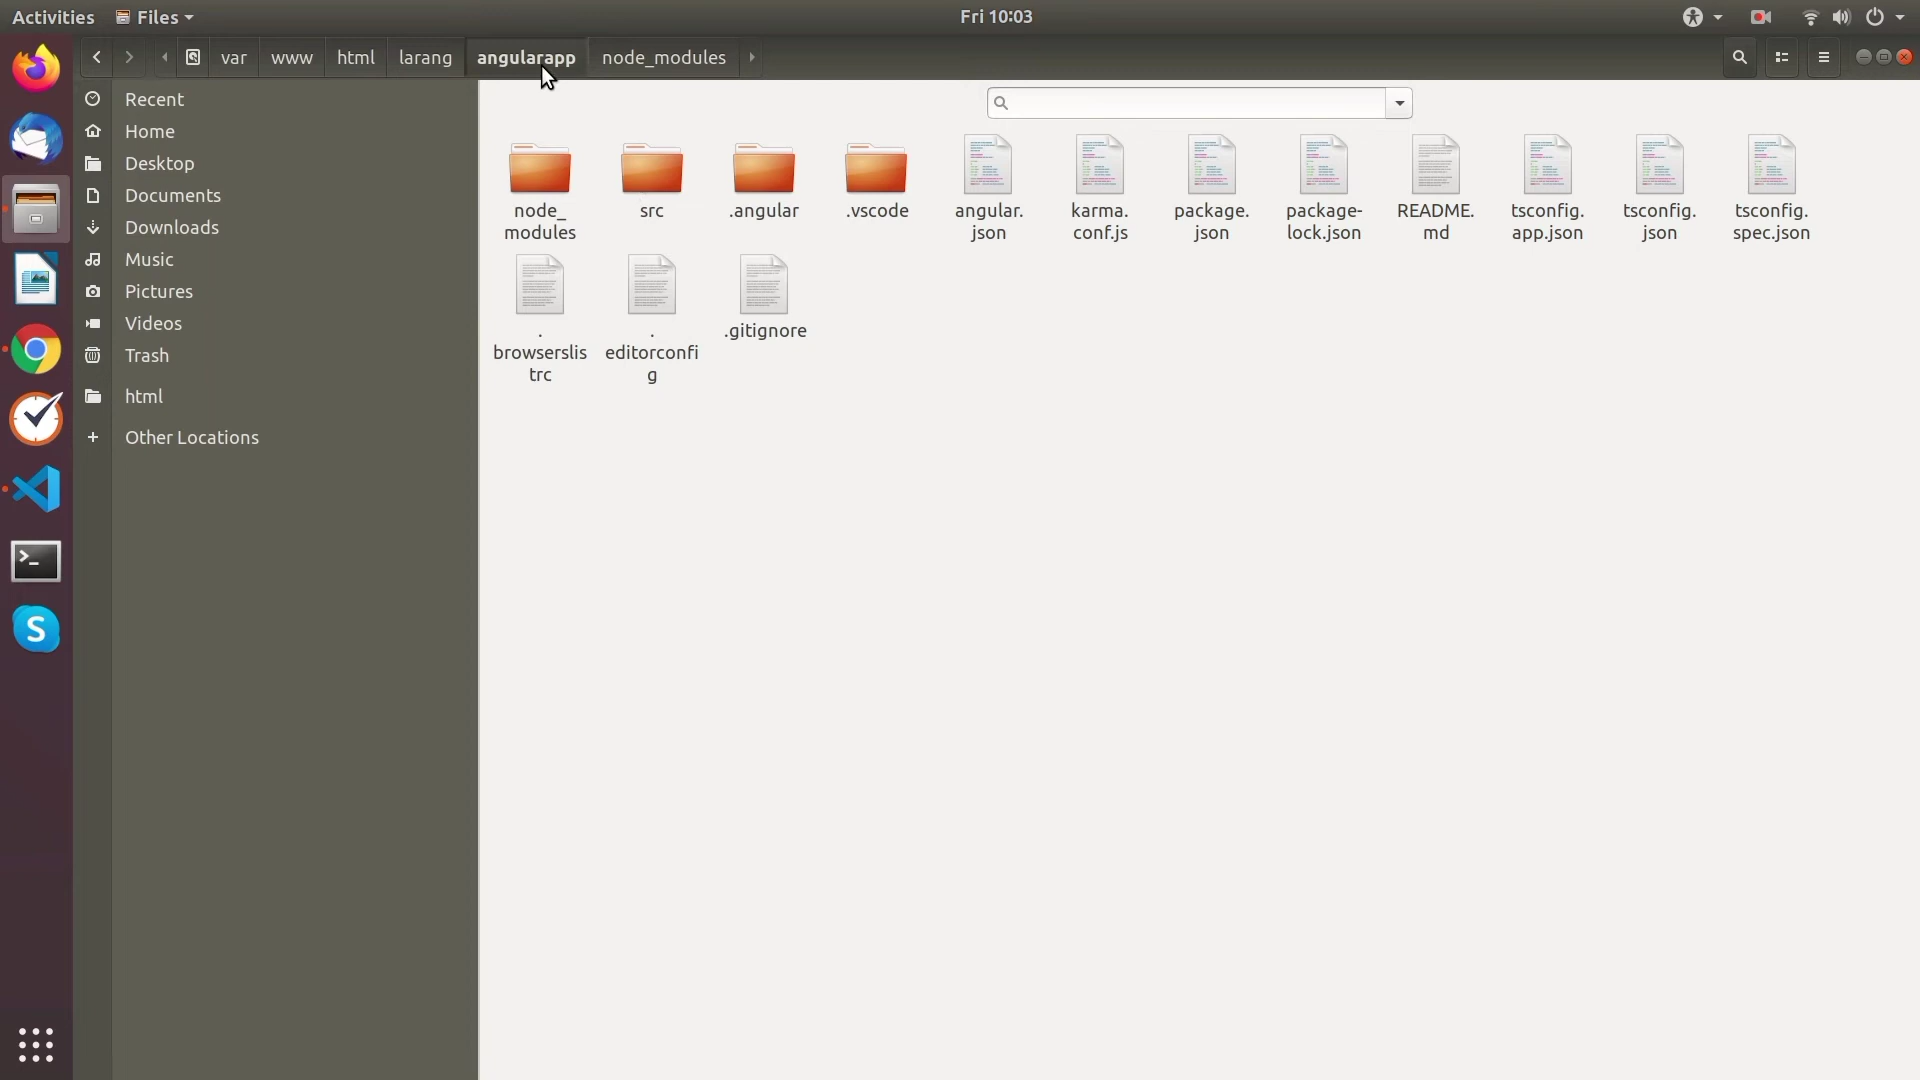 Activities Files Fri 10:03
var www html larang angularapp node_modules
Recent
Home
Desktop
Documents
Downloads
Music
Pictures
Videos
Trash
html
Other Locations
node_ src .angular .vscode angular. karma. package. package- README. tsconfig. tsconfig. tsconfig.
modules json conf.js json lock.json md app.json json spec.json
. . .gitignore
browserslis editorconfi
trc g
S